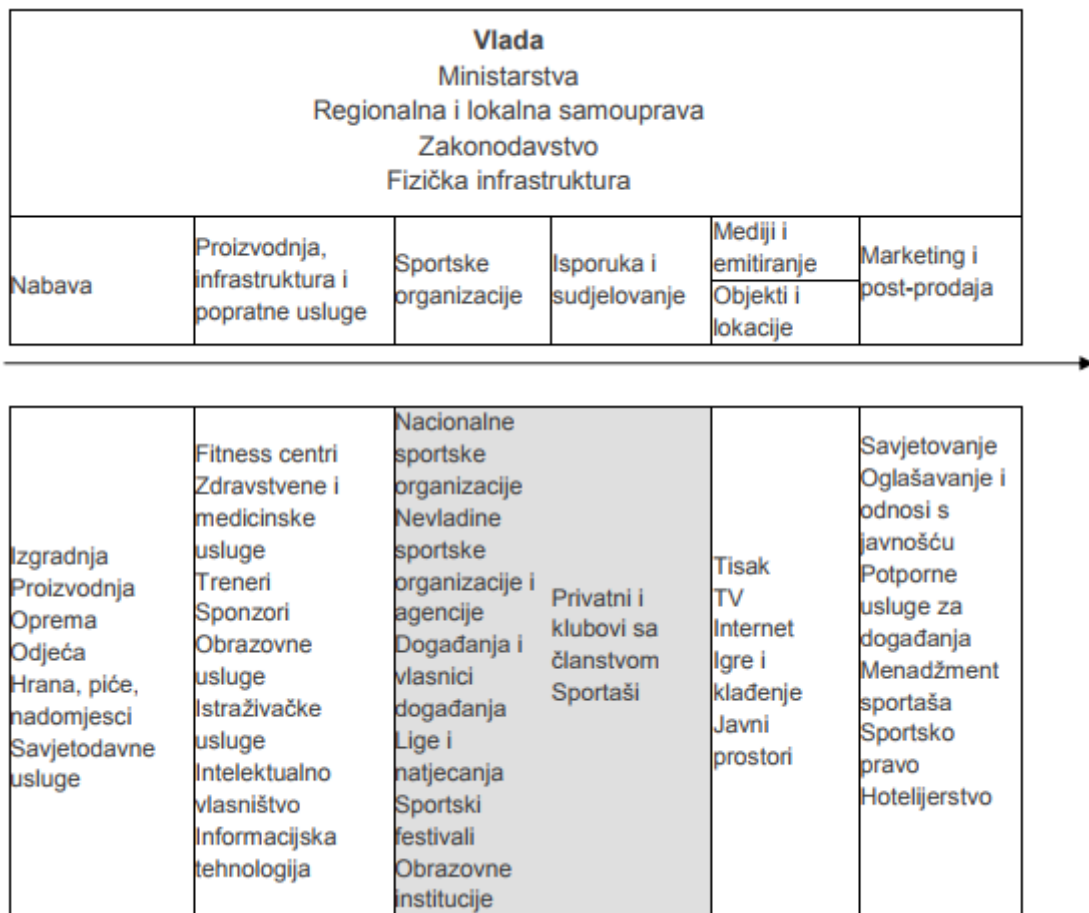 Vlada
Ministarstva
Regionalna i lokalna samouprava
Zakonodavstvo
Fizička infrastruktura
Nabava
Proizvodnja,
infrastruktura i
popratne usluge
Sportske
organizacije
Isporuka i
sudjelovanje
Mediji i
emitiranje
Objekti i
lokacije
Marketing i
post-prodaja
Izgradnja
Proizvodnja
Oprema
Odjeća
Hrana, piće,
nadomjesci
Savjetodavne
usluge
Fitness centri
Zdravstvene i
medicinske
usluge
Treneri
Sponzori
Obrazovne
usluge
Istraživačke
usluge
Intelektualno
vlasništvo
Informacijska
tehnologija
Nacionalne
sportske
organizacije
Nevladine
sportske
organizacije i
agencije
Događanja i
vlasnici
događanja
Lige i
natjecanja
Sportski
festivali
Obrazovne
institucije
Privatni i
klubovi sa
članstvom
Sportaši
Tisak
TV
Internet
Igre i
klađenje
Javni
prostori
Savjetovanje
Oglašavanje i
odnosi s
javnošću
Potporne
usluge za
događanja
Menadžment
sportaša
Sportsko
pravo
Hotelijerstvo